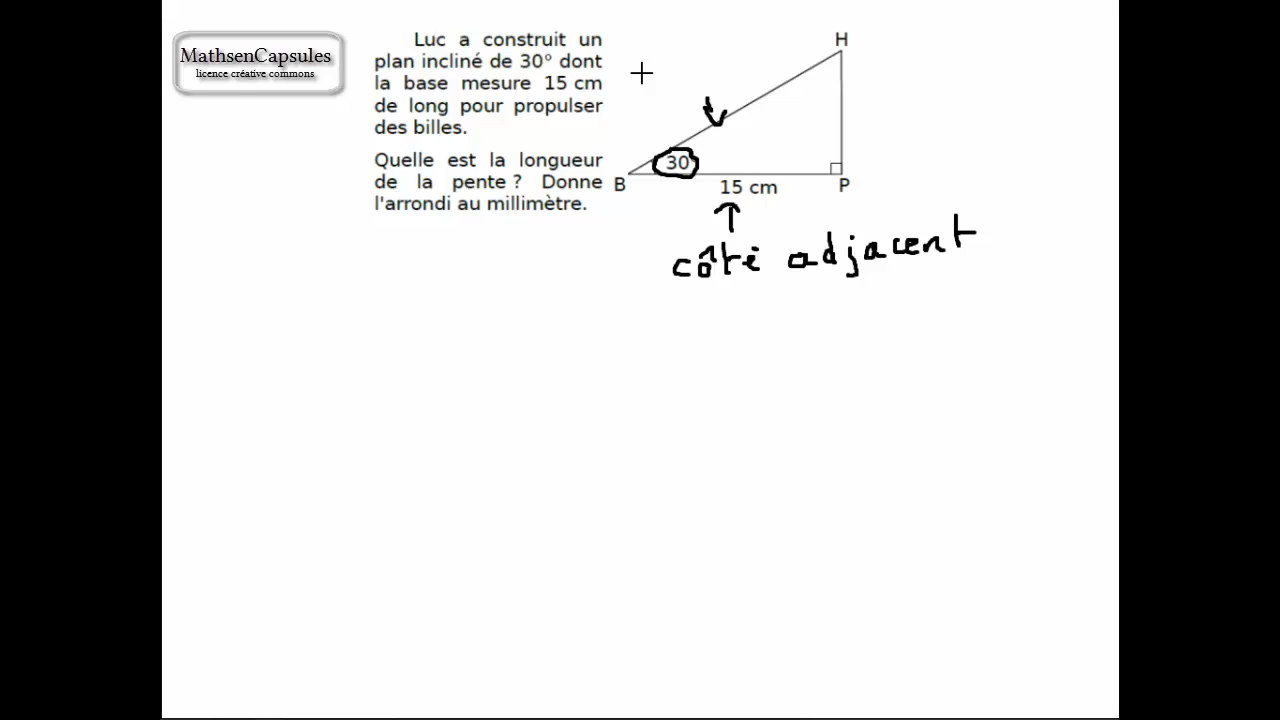 MathsenCapsules
licence créative commons
Luc a construit un
plan incliné de 30° dont
la base mesure 15 cm
de long pour propulser
des billes.
Quelle est la longueur
de la pente ? Donne
l'arrondi au millimètre.
H
30
B
15 cm
P
côté adjacent